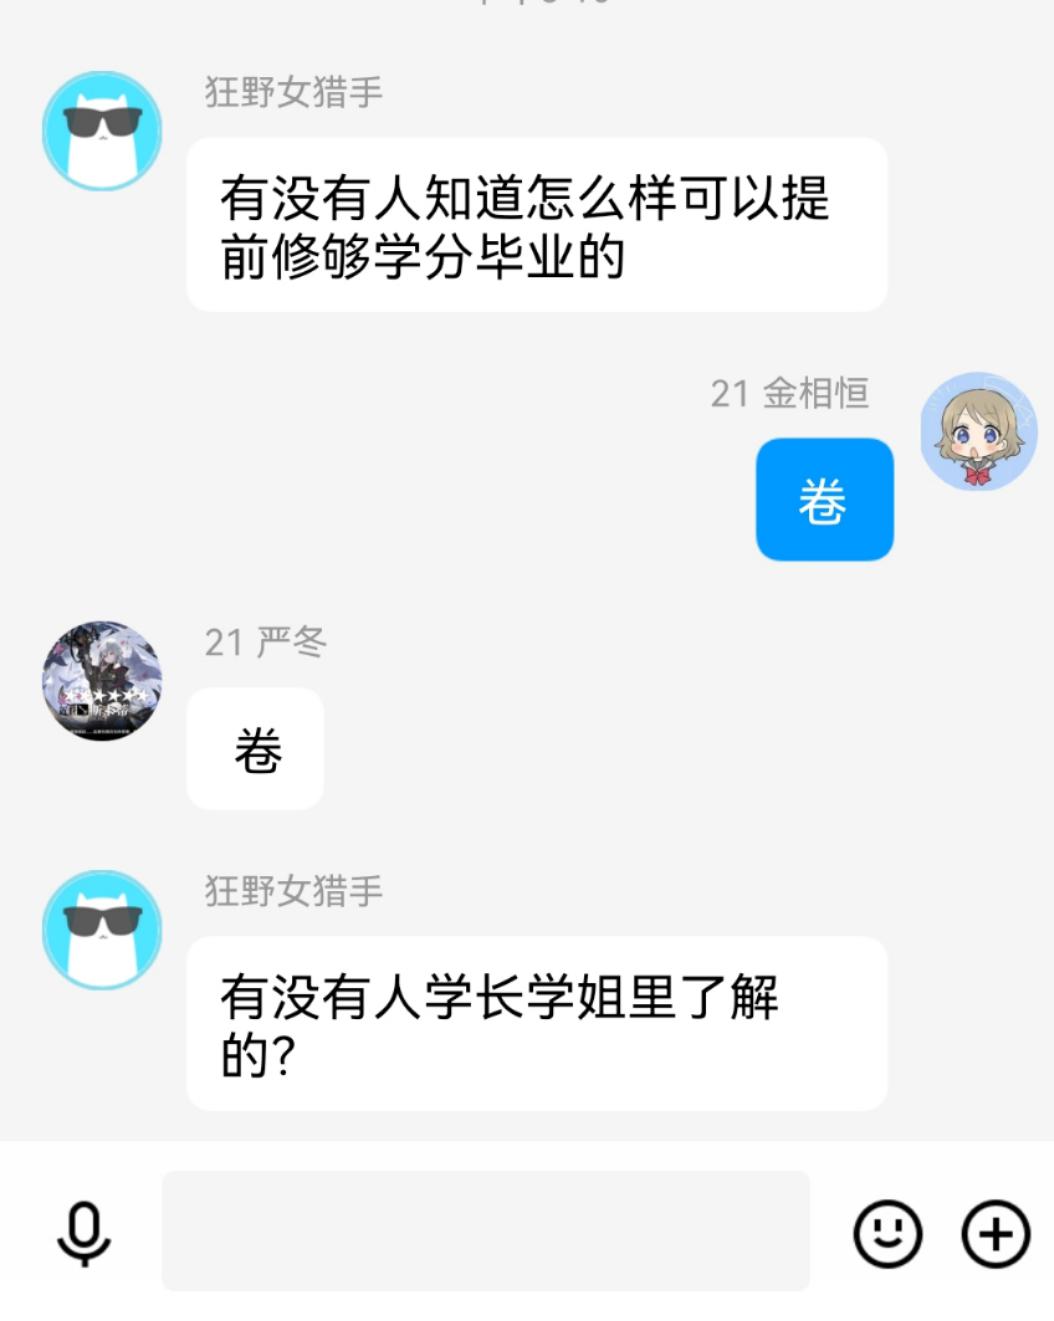 狂野女猎手
有没有人知道怎么样可以提
前修够学分毕业的
21 金相恒
卷
21 严冬
卷
狂野女猎手
有没有人学长学姐里了解
的?